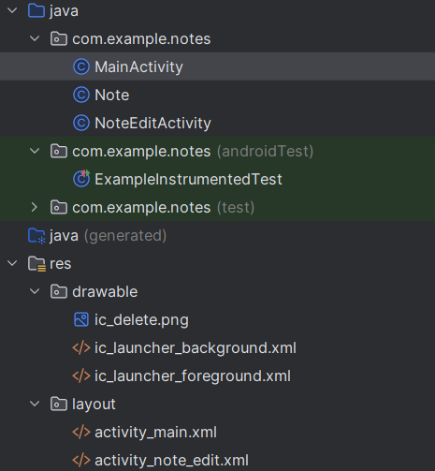 java
com.example.notes
MainActivity
Note
NoteEditActivity
com.example.notes (androidTest)
ExampleInstrumentedTest
com.example.notes (test)
java (generated)
res
drawable
ic_delete.png
ic_launcher_background.xml
ic_launcher_foreground.xml
layout
activity_main.xml
activity_note_edit.xml